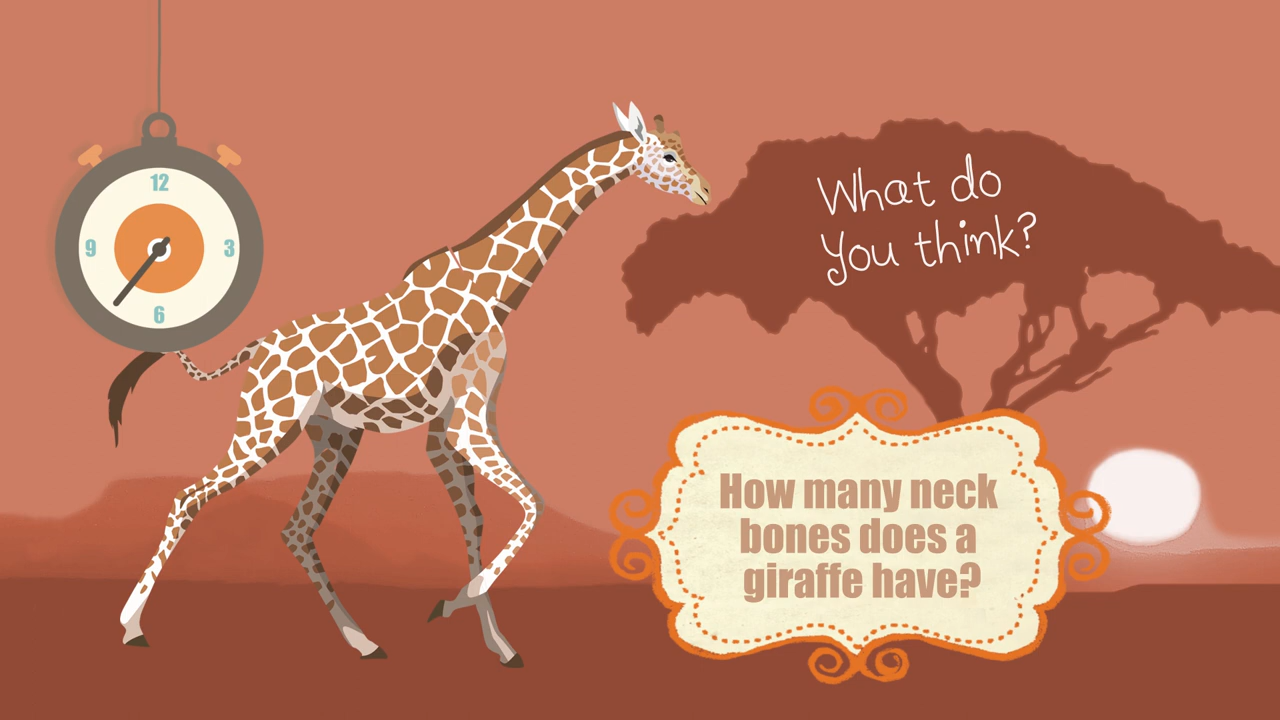 12
9
3
6
What do
you think?
How many neck
bones does a
giraffe have?